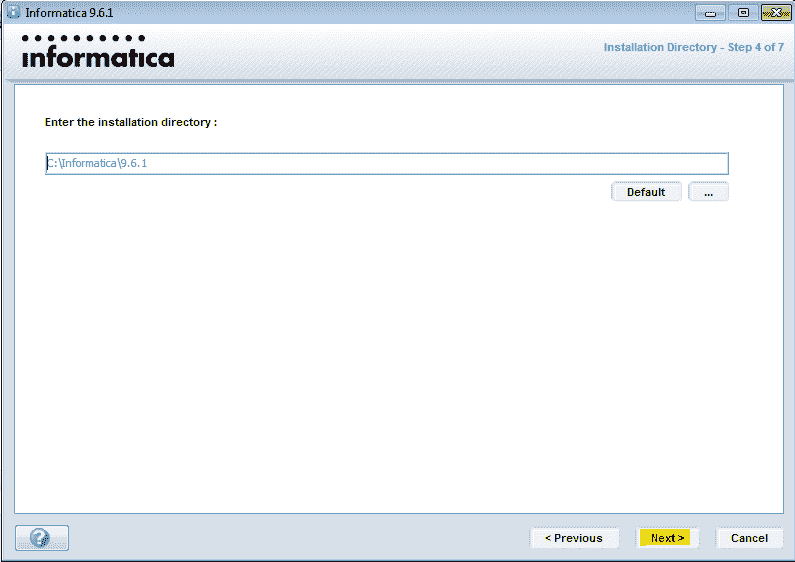 Informatica 9.6.1
informatica
Installation Directory - Step 4 of 7
Enter the installation directory :
C:\Informatica\9.6.1
Default ...
? < Previous Next > Cancel